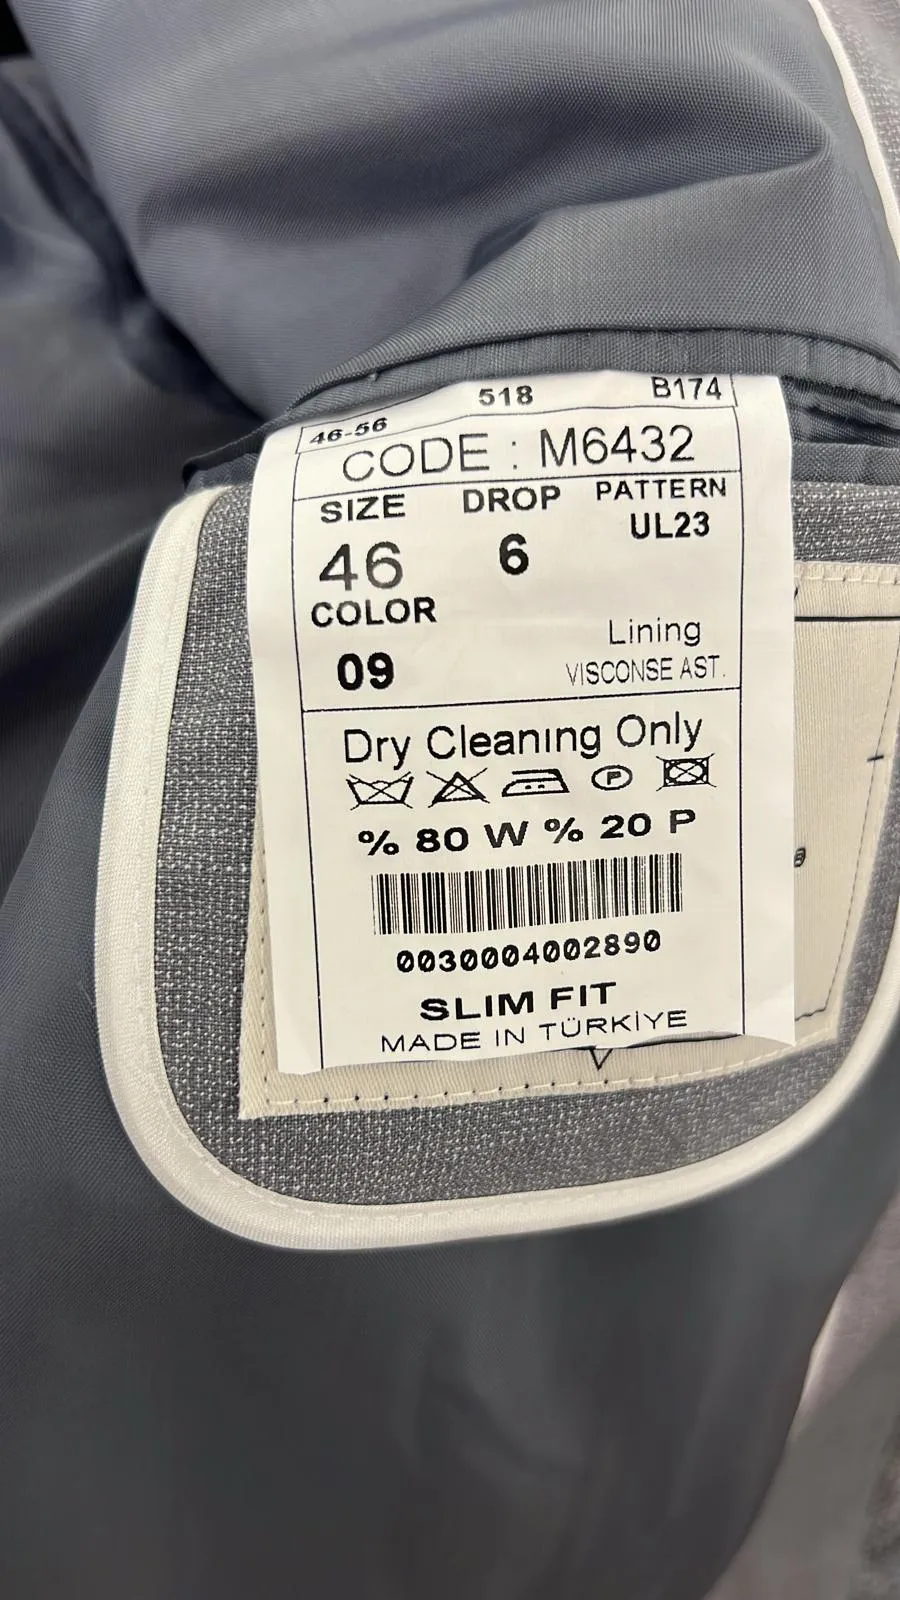 46-56 518 B174
CODE : M6432
SIZE DROP PATTERN
46 6 UL23
COLOR
09
Lining
VISCONSE AST.
Dry Cleaning Only
P
% 80 W % 20 P
0030004002890
SLIM FIT
MADE IN TÜRKİYE